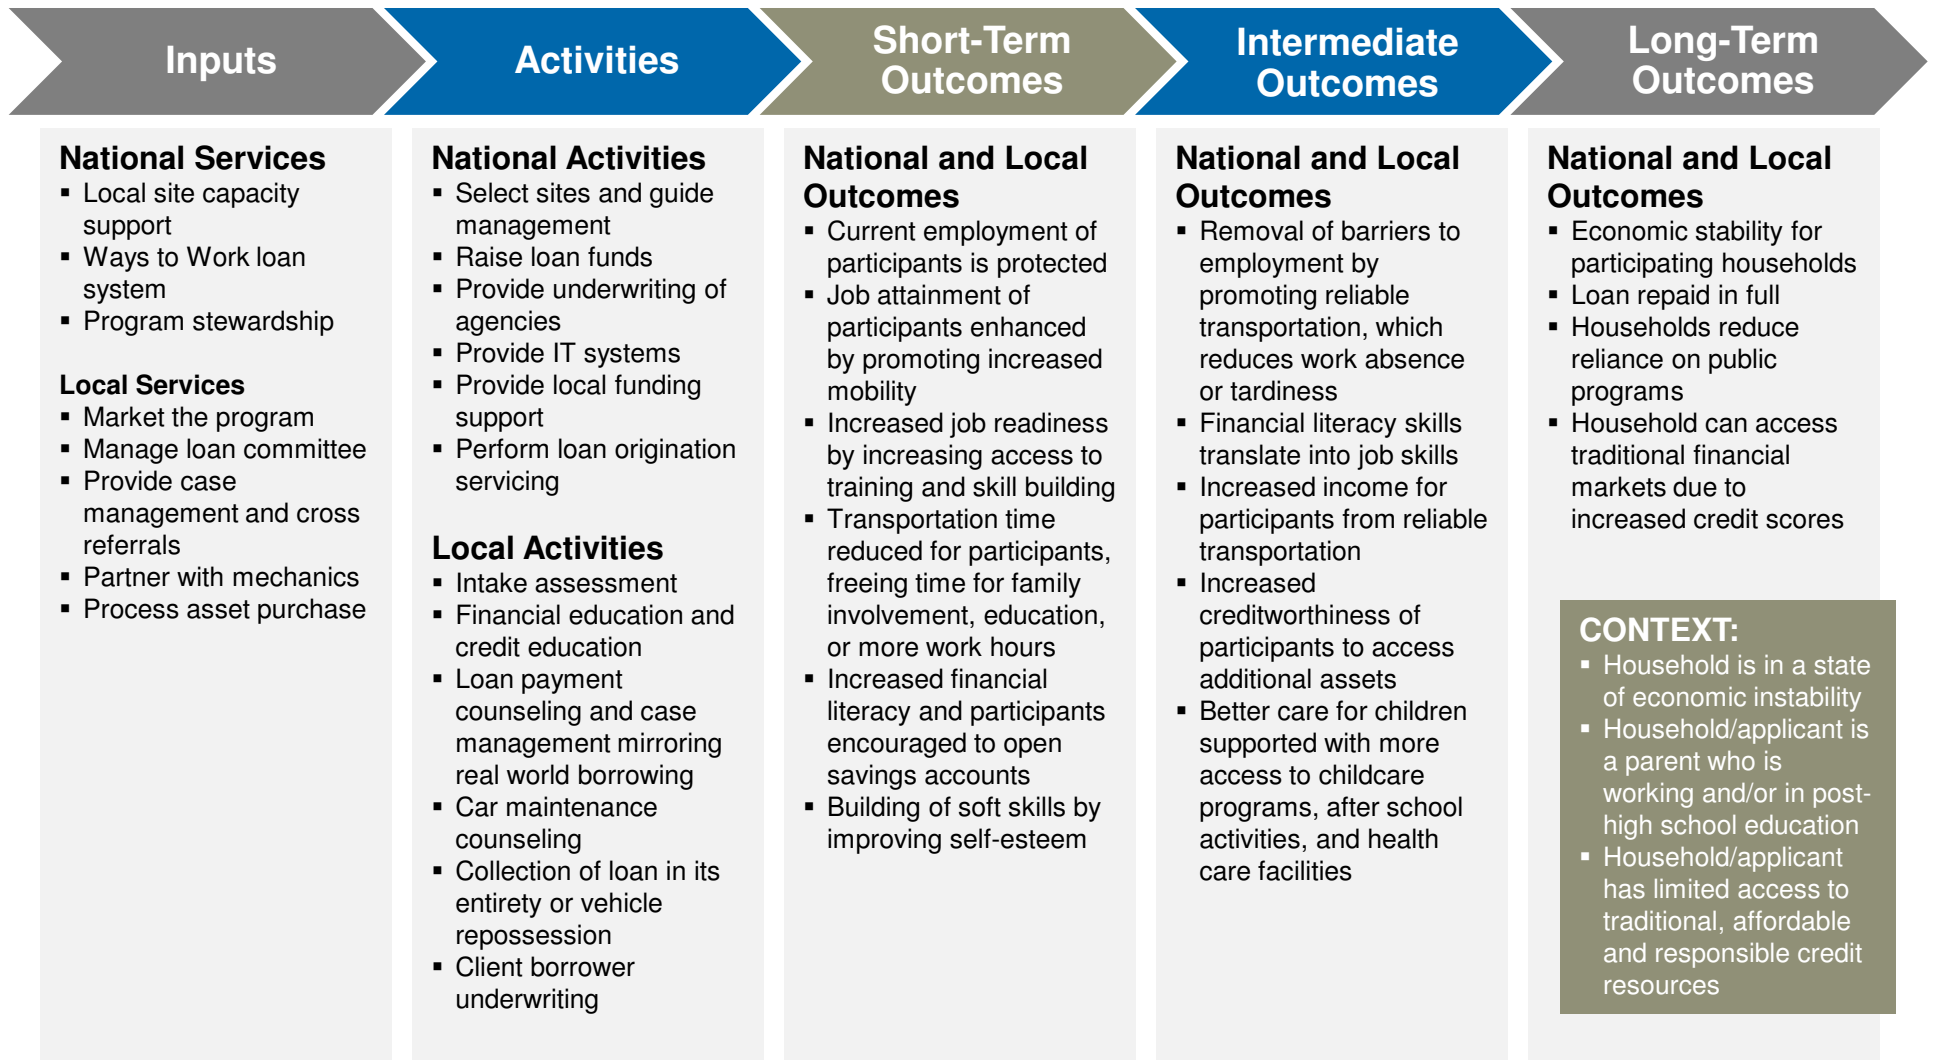 Inputs
Activities
Short-Term
Outcomes
Intermediate
Outcomes
Long-Term
Outcomes
National Services
▪ Local site capacity
support
▪ Ways to Work loan
system
▪ Program stewardship
Local Services
▪ Market the program
▪ Manage loan committee
▪ Provide case
management and cross
referrals
▪ Partner with mechanics
▪ Process asset purchase
National Activities
▪ Select sites and guide
management
▪ Raise loan funds
▪ Provide underwriting of
agencies
▪ Provide IT systems
▪ Provide local funding
support
▪ Perform loan origination
servicing
Local Activities
▪ Intake assessment
▪ Financial education and
credit education
▪ Loan payment
counseling and case
management mirroring
real world borrowing
▪ Car maintenance
counseling
▪ Collection of loan in its
entirety or vehicle
repossession
▪ Client borrower
underwriting
National and Local
Outcomes
▪ Current employment of
participants is protected
▪ Job attainment of
participants enhanced
by promoting increased
mobility
▪ Increased job readiness
by increasing access to
training and skill building
▪ Transportation time
reduced for participants,
freeing time for family
involvement, education,
or more work hours
▪ Increased financial
literacy and participants
encouraged to open
savings accounts
▪ Building of soft skills by
improving self-esteem
National and Local
Outcomes
▪ Removal of barriers to
employment by
promoting reliable
transportation, which
reduces work absence
or tardiness
▪ Financial literacy skills
translate into job skills
▪ Increased income for
participants from reliable
transportation
▪ Increased
creditworthiness of
participants to access
additional assets
▪ Better care for children
supported with more
access to childcare
programs, after school
activities, and health
care facilities
National and Local
Outcomes
▪ Economic stability for
participating households
▪ Loan repaid in full
▪ Households reduce
reliance on public
programs
▪ Household can access
traditional financial
markets due to
increased credit scores
CONTEXT:
▪ Household is in a state
of economic instability
▪ Household/applicant is
a parent who is
working and/or in post-
high school education
▪ Household/applicant
has limited access to
traditional, affordable
and responsible credit
resources